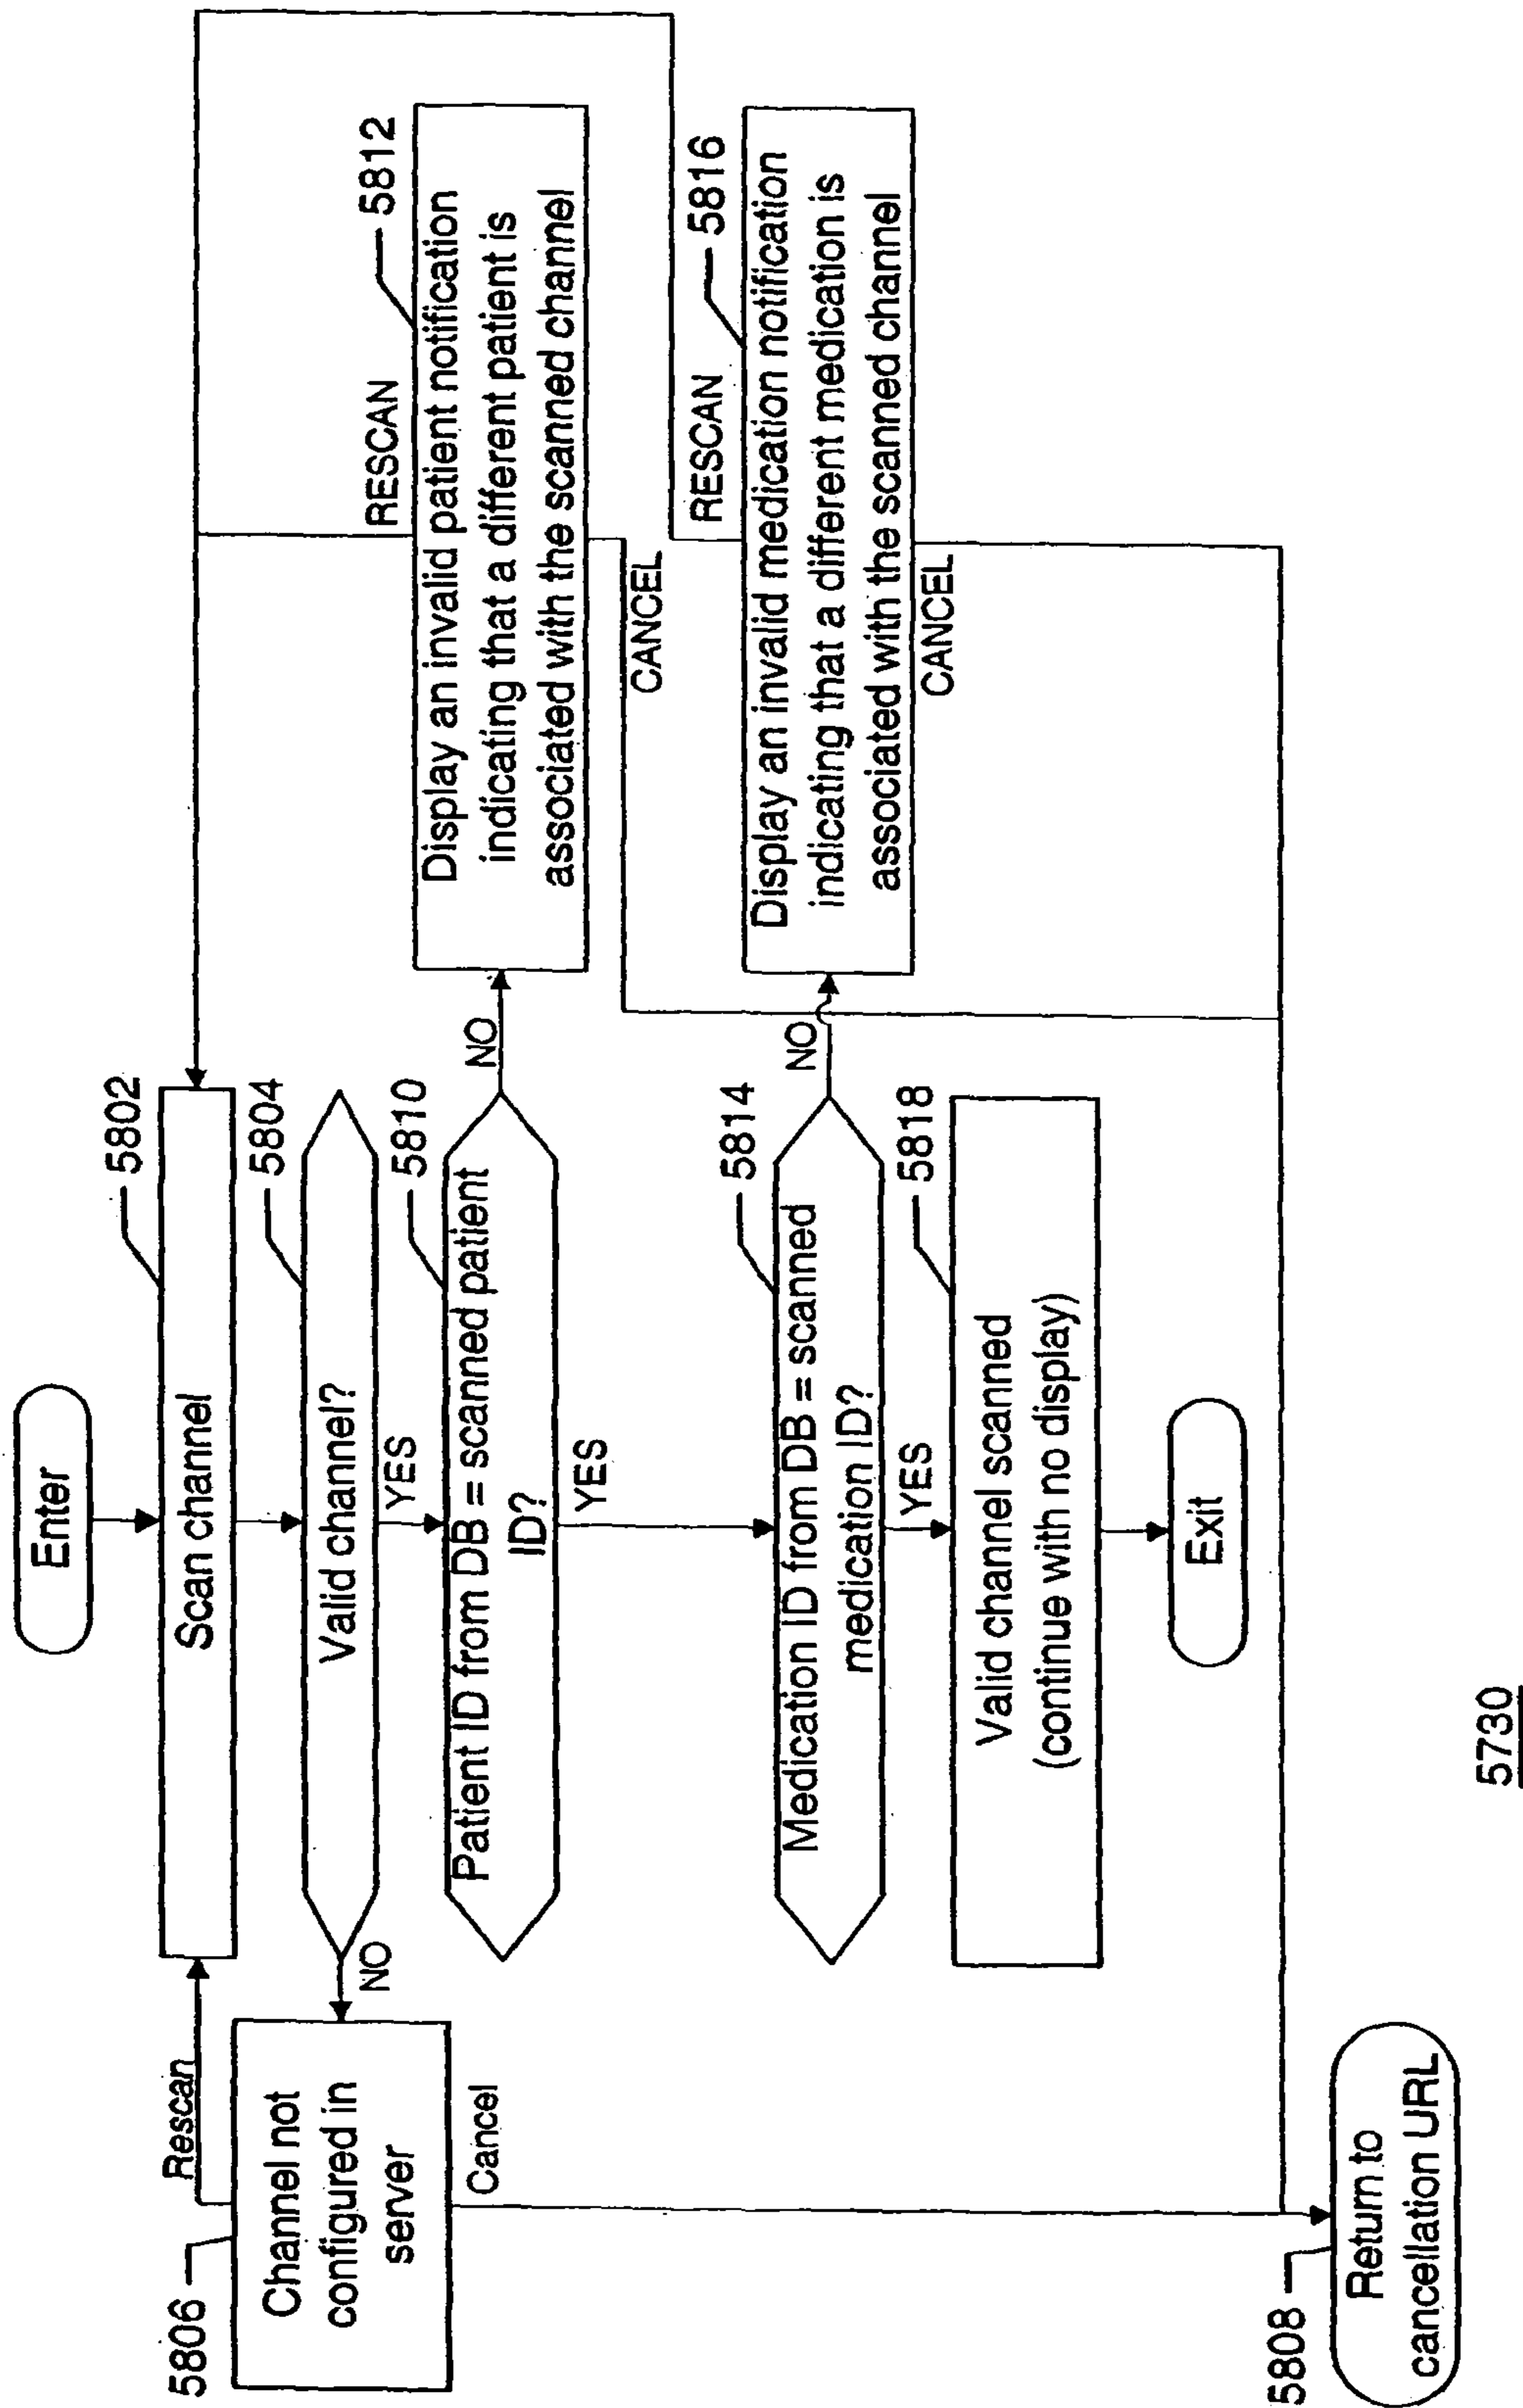 Enter
5802
Scan channel
5804
Valid channel?
NO
YES
Rescan
5806
Channel not
configured in
server
Cancel
5810
Patient ID from DB = scanned patient
ID?
NO
YES
RESCAN
5812
Display an invalid patient notification
indicating that a different patient is
associated with the scanned channel
CANCEL
5814
Medication ID from DB = scanned
medication ID?
NO
YES
RESCAN
5816
Display an invalid medication notification
indicating that a different medication is
associated with the scanned channel
CANCEL
5818
Valid channel scanned
(continue with no display)
Exit
5808
Return to
cancellation URL
5730